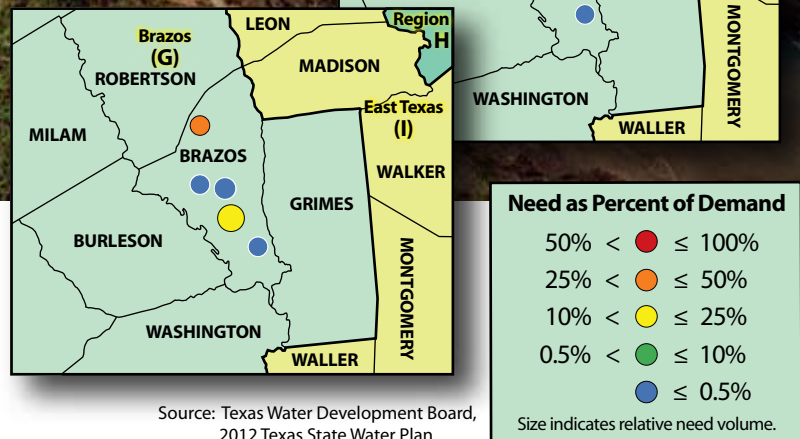 LEON
Region
H
Brazos
(G)
ROBERTSON
MADISON
East Texas
(I)
MILAM
BRAZOS
WALKER
GRIMES
BURLESON
MONTGOMERY
WASHINGTON
WALLER
WASHINGTON
MONTGOMERY
WALLER
Need as Percent of Demand
50% < ≤ 100%
25% < ≤ 50%
10% < ≤ 25%
0.5% < ≤ 10%
≤ 0.5%
Size indicates relative need volume.
Source: Texas Water Development Board,
2012 Texas State Water Plan